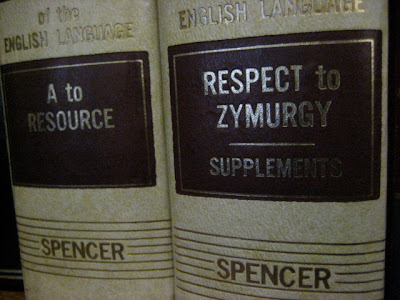 of the
ENGLISH LANGUAGE
A to
RESOURCE
SPENCER
ENGLISH LANGUAGE
RESPECT to
ZYMURGY
SUPPLEMENTS
SPENCER